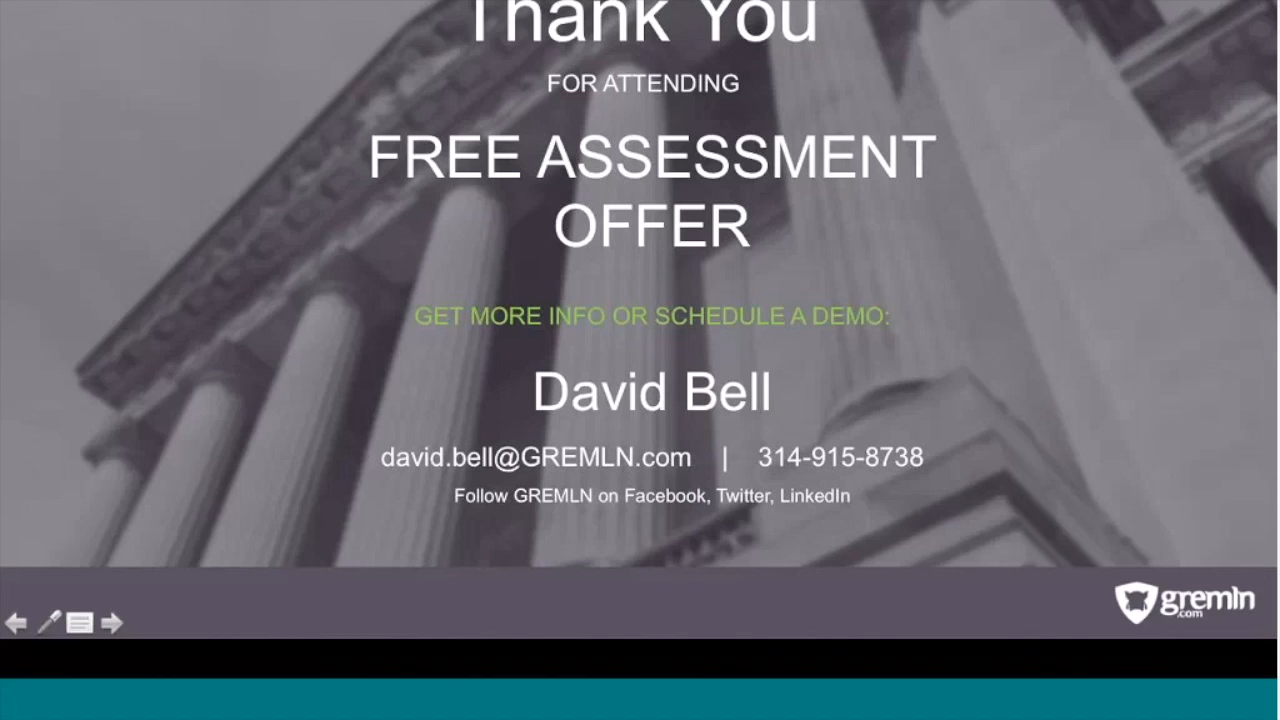 Thank You
FOR ATTENDING
FREE ASSESSMENT
OFFER
GET MORE INFO OR SCHEDULE A DEMO:
David Bell
david.bell@GREMLN.com | 314-915-8738
Follow GREMLN on Facebook, Twitter, LinkedIn
gremln
.com